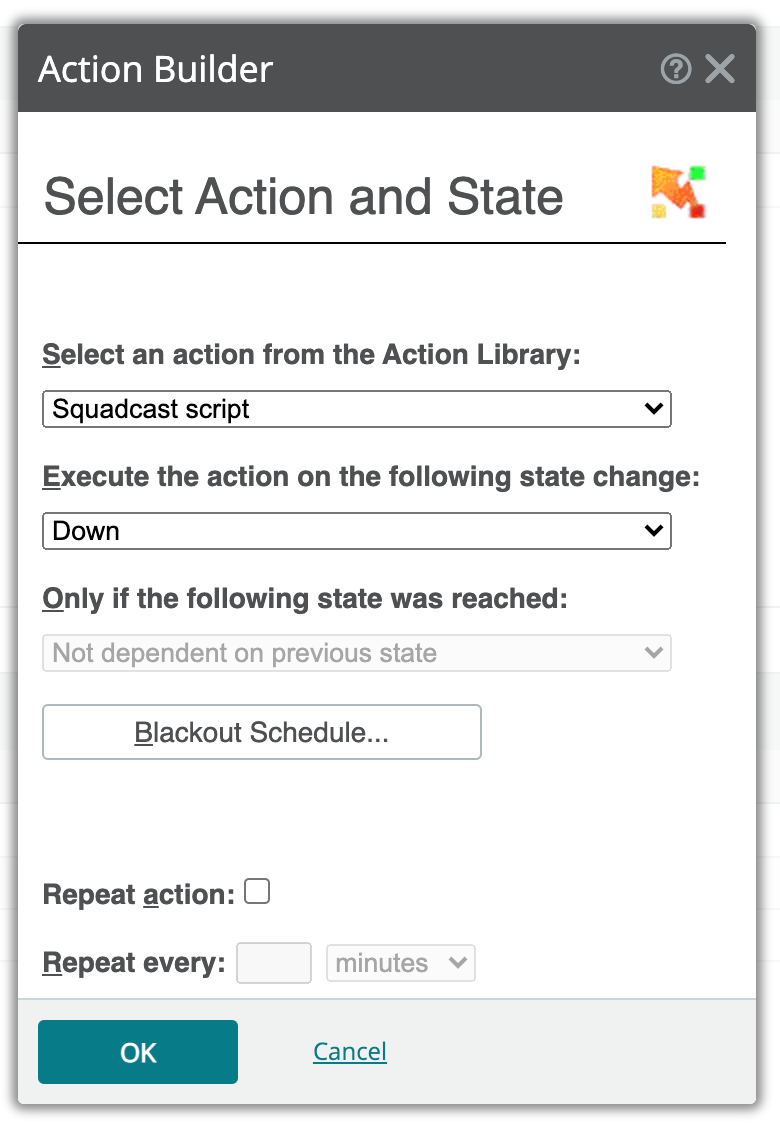 Action Builder
Select Action and State
Select an action from the Action Library:
Squadcast script
Execute the action on the following state change:
Down
Only if the following state was reached:
Not dependent on previous state
Blackout Schedule...
Repeat action:
Repeat every: minutes
OK Cancel